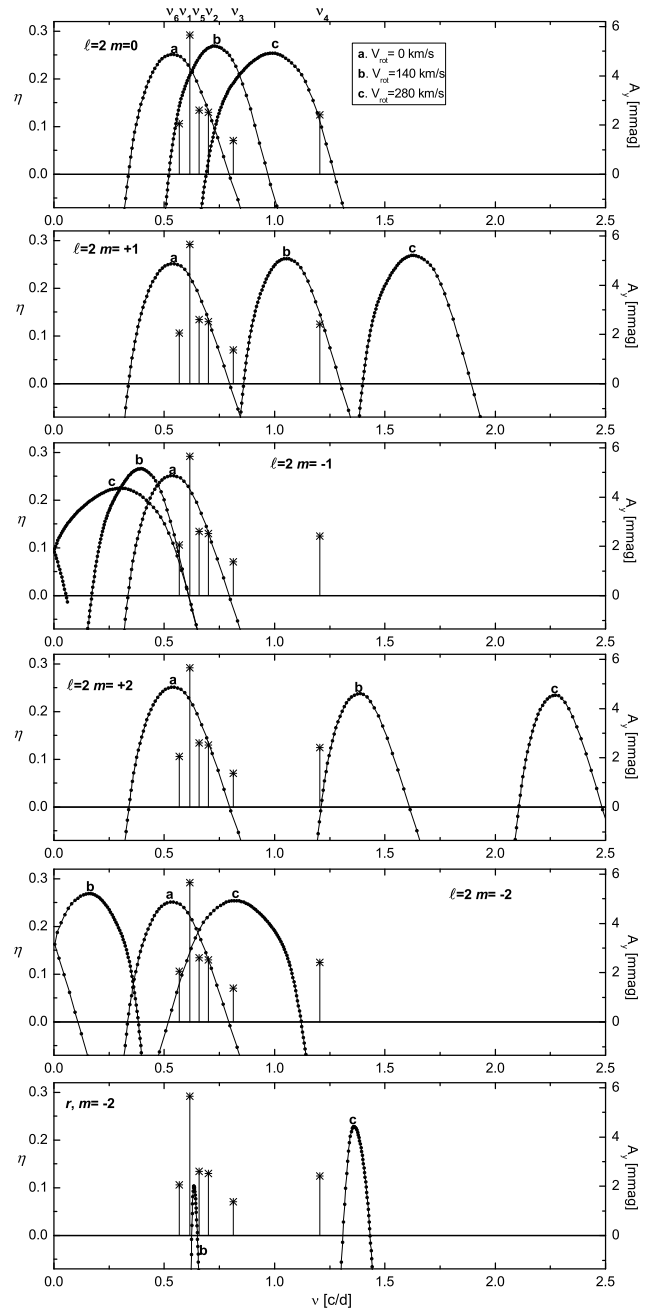 ν₆ ν₁ ν₅ ν₂ ν₃ ν₄
ℓ=2 m=0
a b c
a. V_rot= 0 km/s
b. V_rot=140 km/s
c. V_rot=280 km/s
η
0.3
0.2
0.1
0.0
A_y [mmag]
6
4
2
0
0.0 0.5 1.0 1.5 2.0 2.5
ℓ=2 m= +1
a b c
η
0.3
0.2
0.1
0.0
A_y [mmag]
6
4
2
0
0.0 0.5 1.0 1.5 2.0 2.5
ℓ=2 m= -1
c b a
η
0.3
0.2
0.1
0.0
A_y [mmag]
6
4
2
0
0.0 0.5 1.0 1.5 2.0 2.5
ℓ=2 m= +2
a b c
η
0.3
0.2
0.1
0.0
A_y [mmag]
6
4
2
0
0.0 0.5 1.0 1.5 2.0 2.5
ℓ=2 m= -2
b a c
η
0.3
0.2
0.1
0.0
A_y [mmag]
6
4
2
0
0.0 0.5 1.0 1.5 2.0 2.5
r, m= -2
c
b
η
0.3
0.2
0.1
0.0
A_y [mmag]
6
4
2
0
0.0 0.5 1.0 1.5 2.0 2.5
ν [c/d]